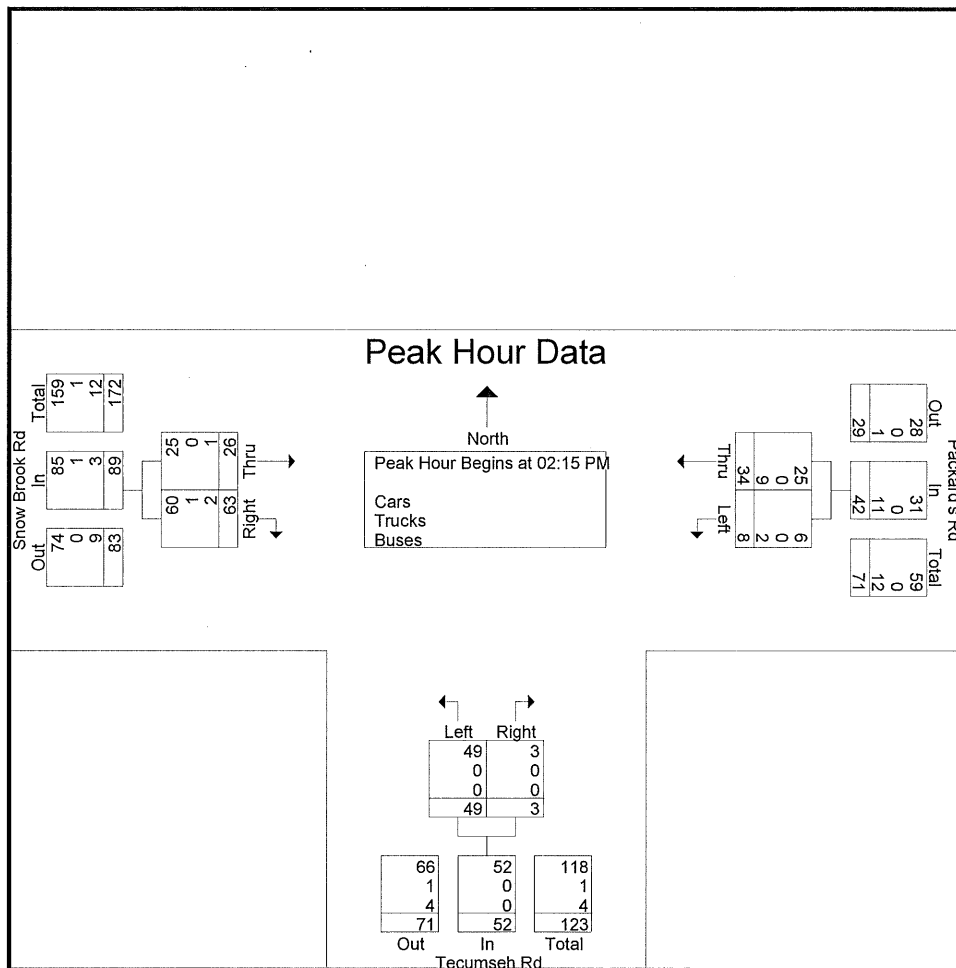 Peak Hour Data
North
Peak Hour Begins at 02:15 PM
Cars
Trucks
Buses
Snow Brook Rd
Total
159
1
12
172
In
85
1
3
89
Out
74
0
9
83
Thru
25
0
1
26
Right
60
1
2
63
Thru
25
0
9
34
Left
6
0
2
8
Packard's Rd
Out
28
0
1
29
In
31
0
11
42
Total
59
0
12
71
Left Right
49 3
0 0
0 0
49 3
66 52 118
1 0 1
4 0 4
71 52 123
Out In Total
Tecumseh Rd